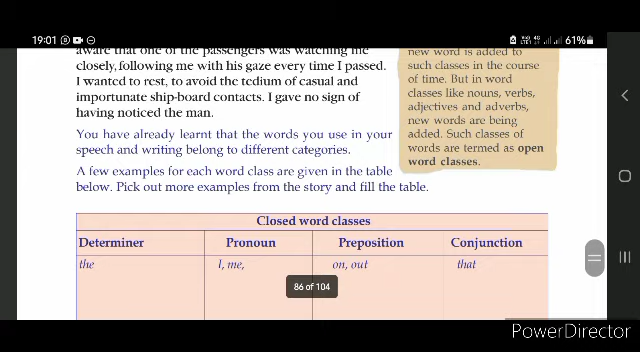 19:01
61%
aware that one of the passengers was watching me
closely, following me with his gaze every time I passed.
I wanted to rest, to avoid the tedium of casual and
importunate ship-board contacts. I gave no sign of
having noticed the man.
You have already learnt that the words you use in your
speech and writing belong to different categories.
A few examples for each word class are given in the table
below. Pick out more examples from the story and fill the table.
new word is added to
such classes in the course
of time. But in word
classes like nouns, verbs,
adjectives and adverbs,
new words are being
added. Such classes of
words are termed as open
word classes.
Closed word classes
Determiner Pronoun Preposition Conjunction
the I, me, on, out that
86 of 104
PowerDirector